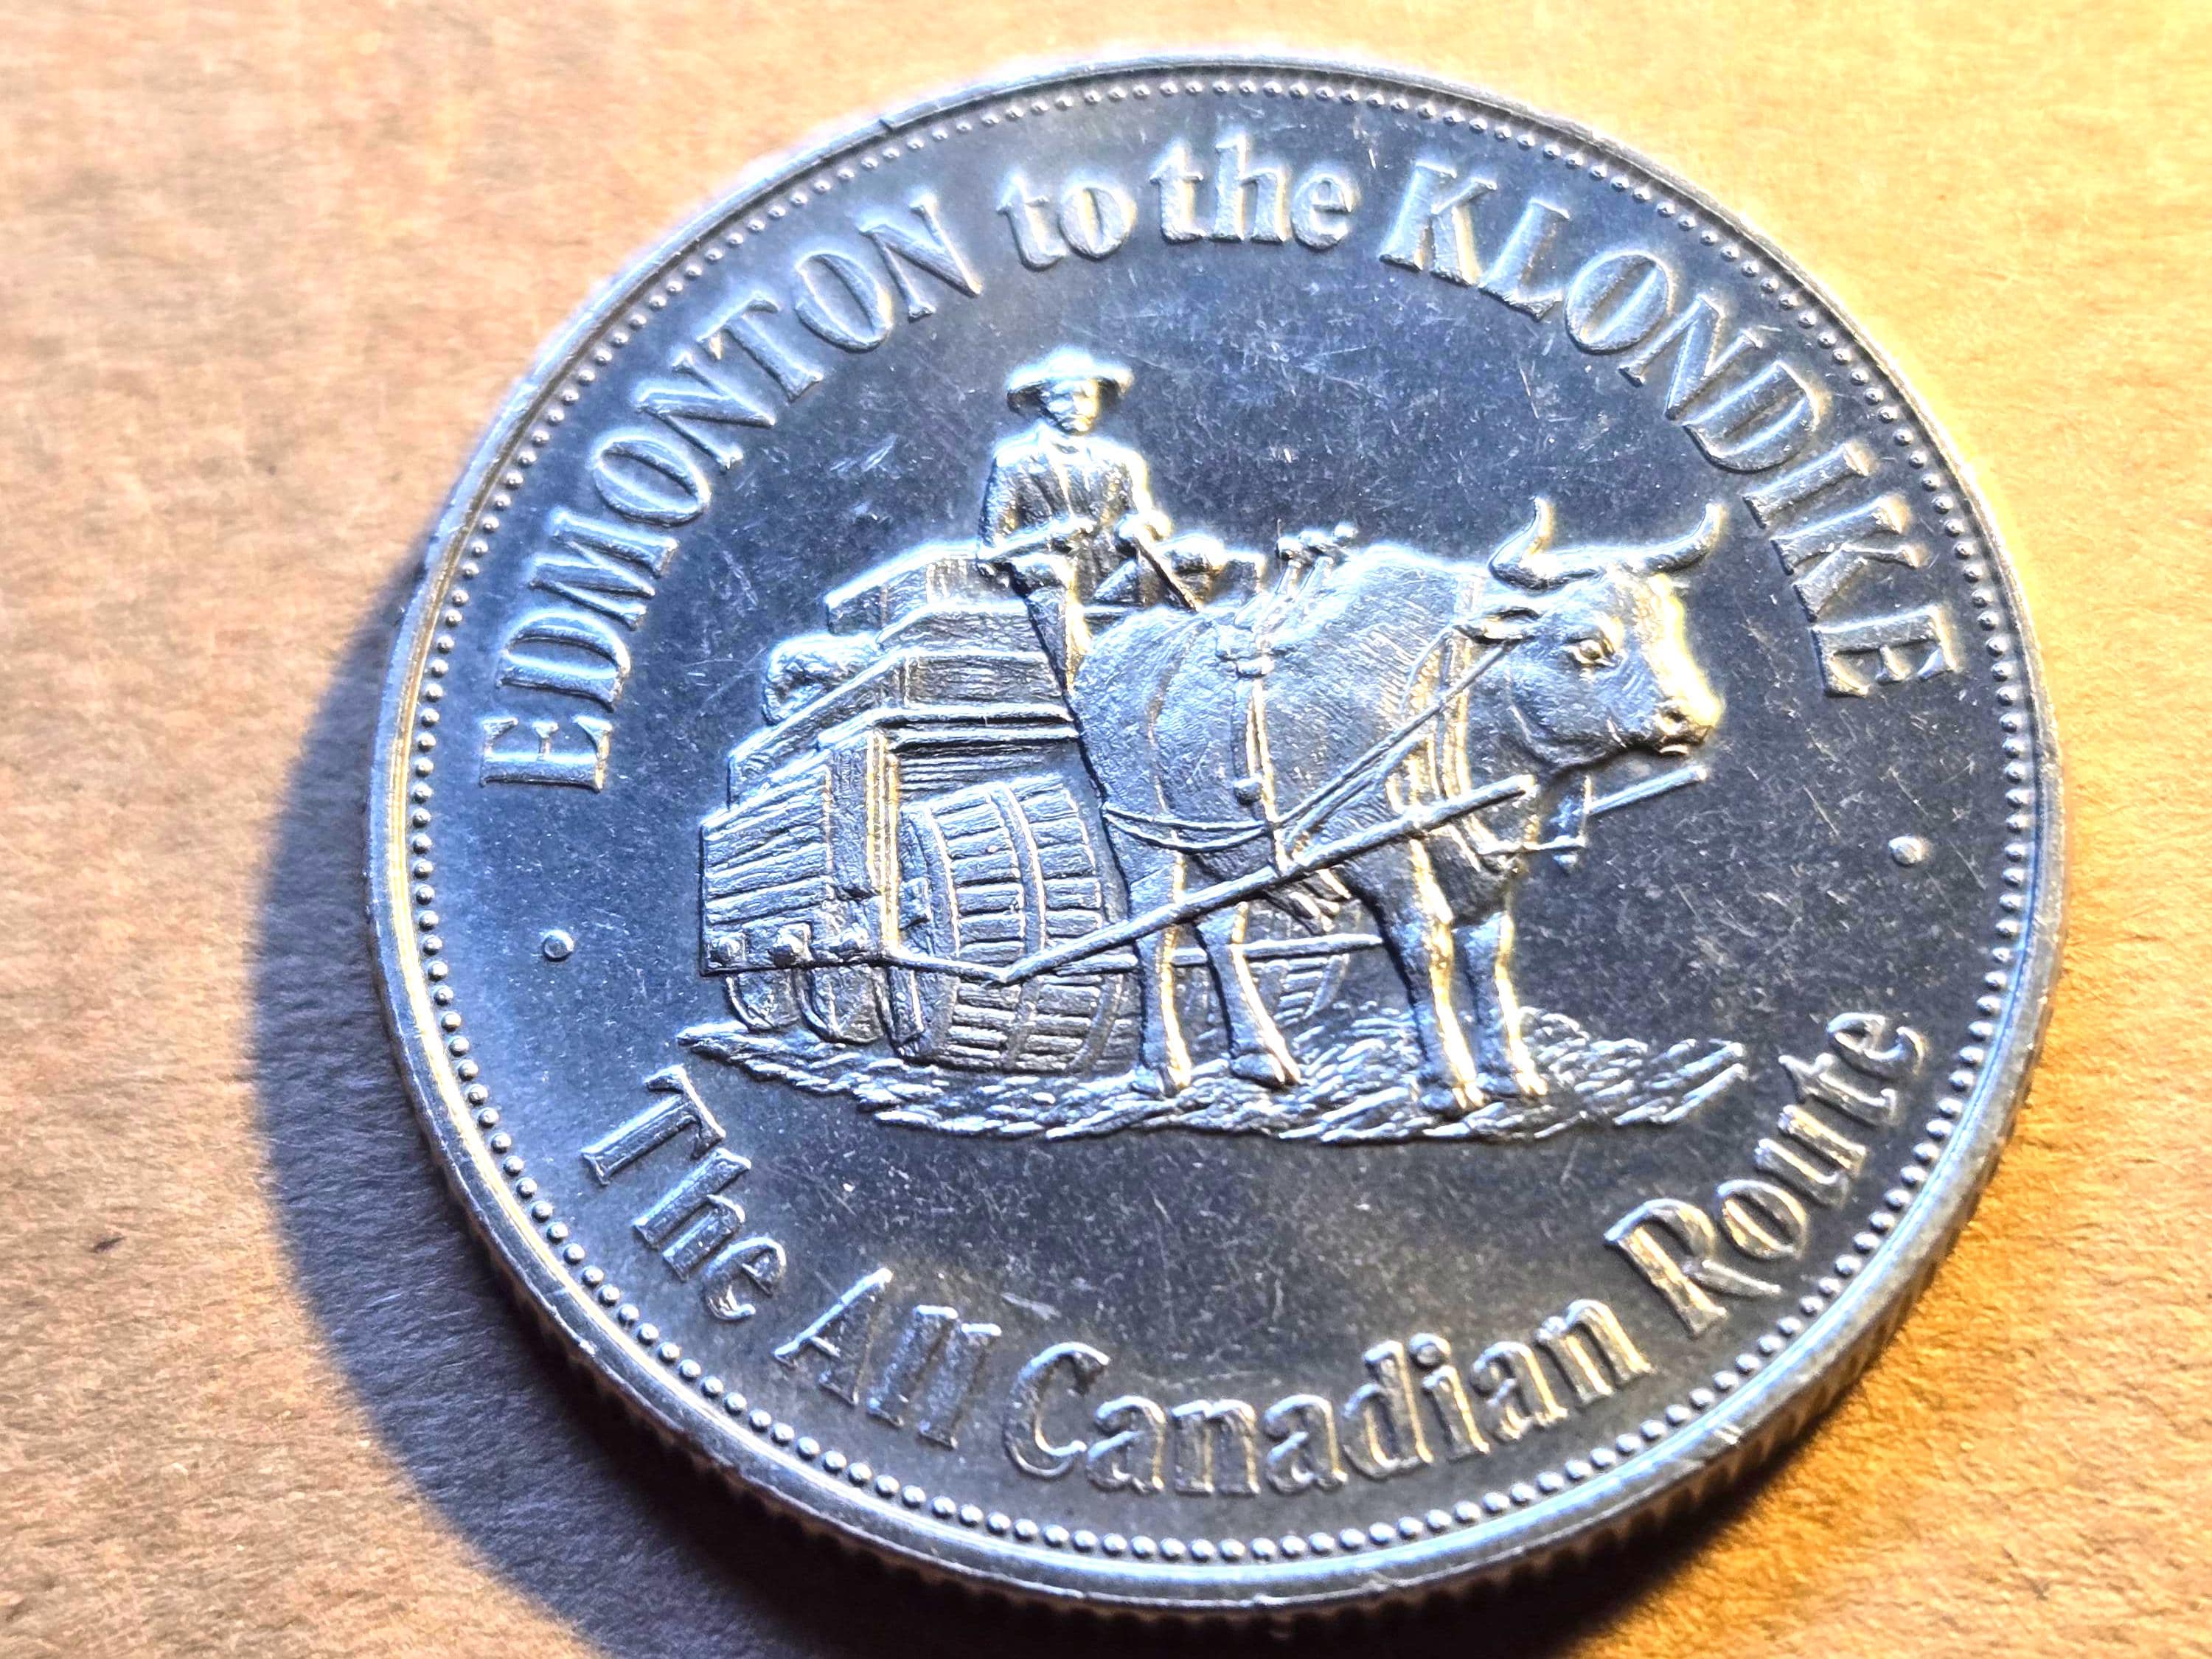 EDMONTON to the KLONDIKE
The All Canadian Route